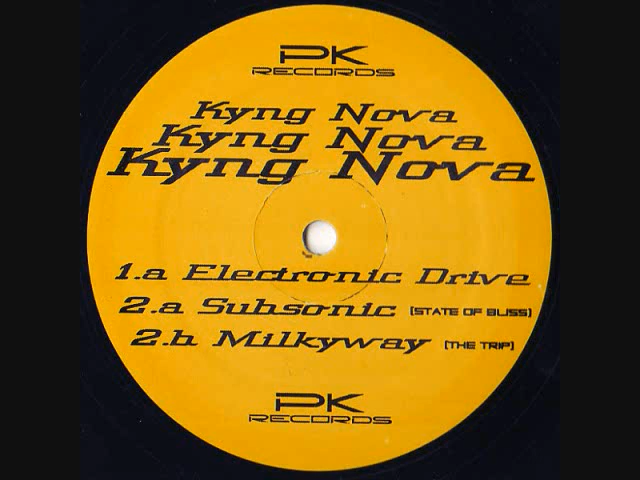 PK
RECORDS
Kyng Nova
Kyng Nova
Kyng Nova
1.a Electronic Drive
2.a Subsonic (STATE OF BLISS)
2.b Milkyway (THE TRIP)
PK
RECORDS